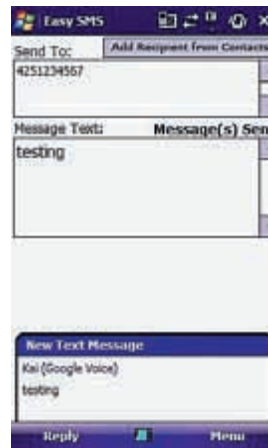 Easy SMS
Send To:
Add Recipient from Contacts
4251234567
Message Text:
Message(s) Sen
testing
New Text Message
Kai (Google Voice)
testing
Reply
Menu